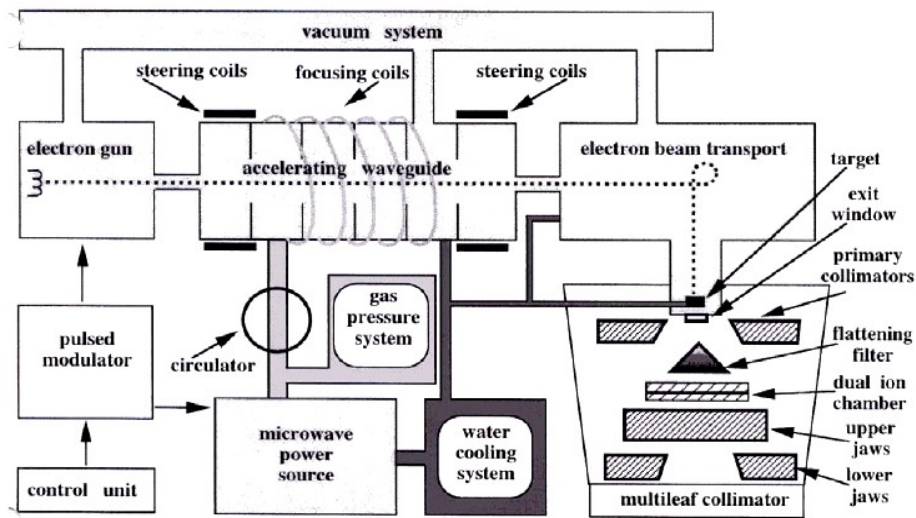 vacuum system
steering coils
focusing coils
steering coils
electron gun
accelerating waveguide
electron beam transport
target
exit
window
primary
collimators
gas
pressure
system
pulsed
modulator
circulator
flattening
filter
dual ion
chamber
microwave
power
source
water
cooling
system
upper
jaws
control unit
lower
jaws
multileaf collimator